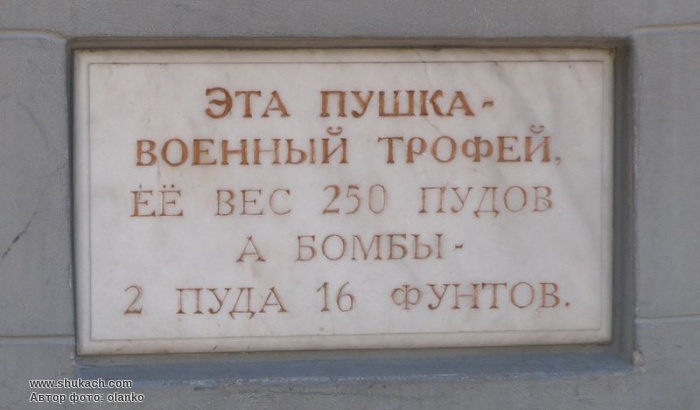 ЭТА ПУШКА-
ВОЕННЫЙ ТРОФЕЙ,
ЕЁ ВЕС 250 ПУДОВ
А БОМБЫ-
2 ПУДА 16 ФУНТОВ.
www.shukach.com
Автор фото: olanko